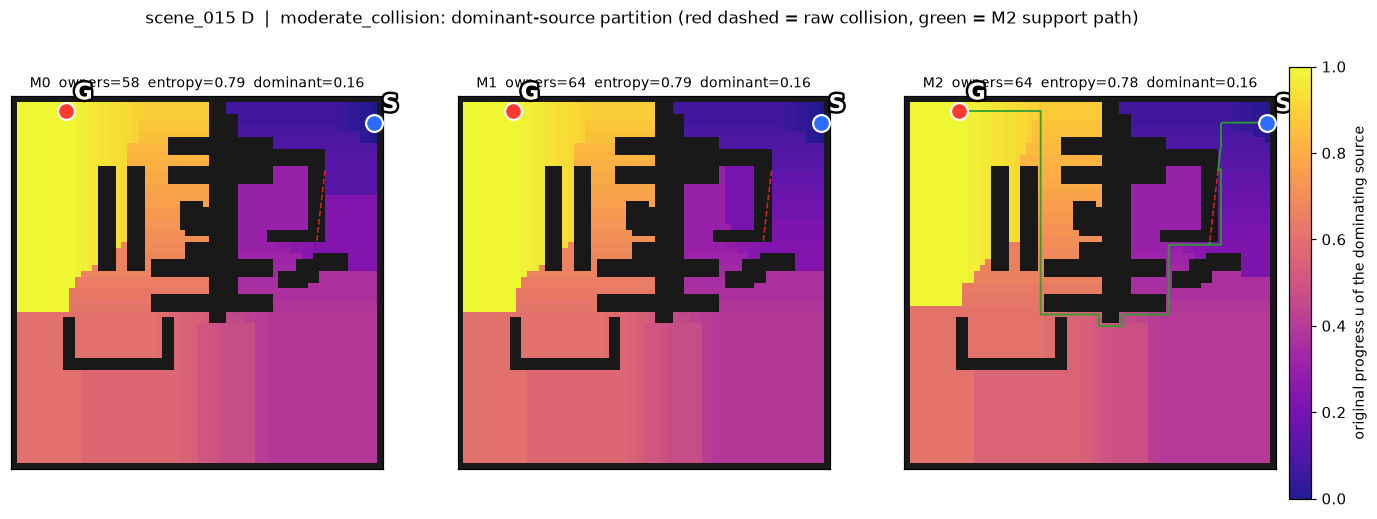 scene_015 D | moderate_collision: dominant-source partition (red dashed = raw collision, green = M2 support path)
M0 owners=58 entropy=0.79 dominant=0.16
M1 owners=64 entropy=0.79 dominant=0.16
M2 owners=64 entropy=0.78 dominant=0.16
G
S
G
S
G
S
1.0
0.8
0.6
0.4
0.2
0.0
original progress u of the dominating source